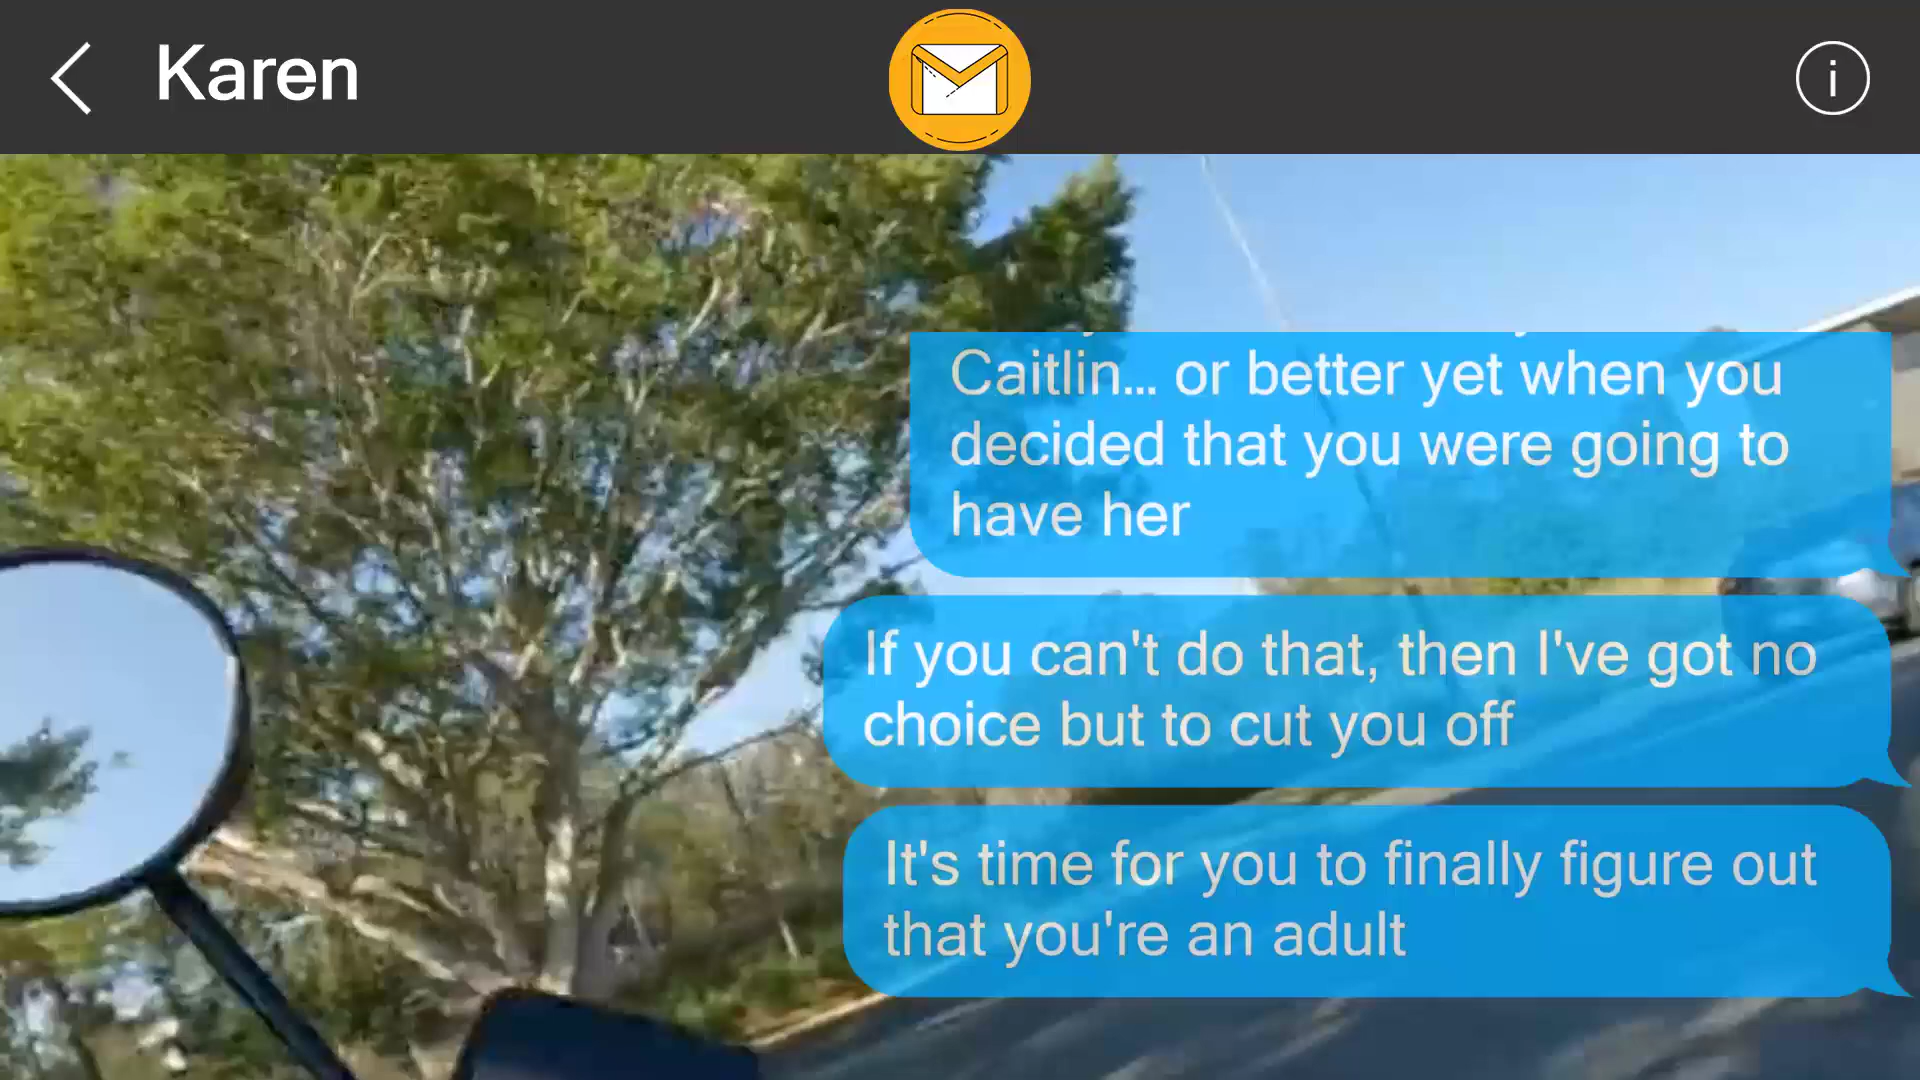 Karen
i
Caitlin... or better yet when you
decided that you were going to
have her
If you can't do that, then I've got no
choice but to cut you off
It's time for you to finally figure out
that you're an adult